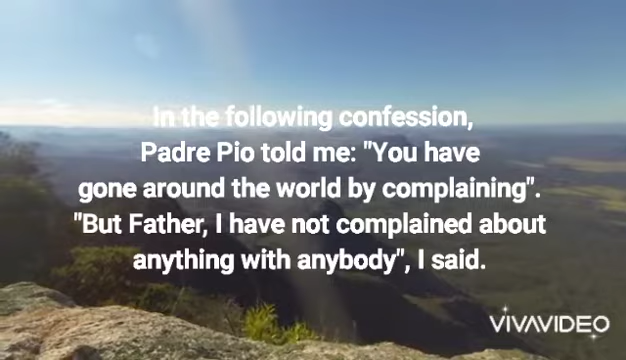 In the following confession,
Padre Pio told me: "You have
gone around the world by complaining".
"But Father, I have not complained about
anything with anybody", I said.
VIVAVIDEO